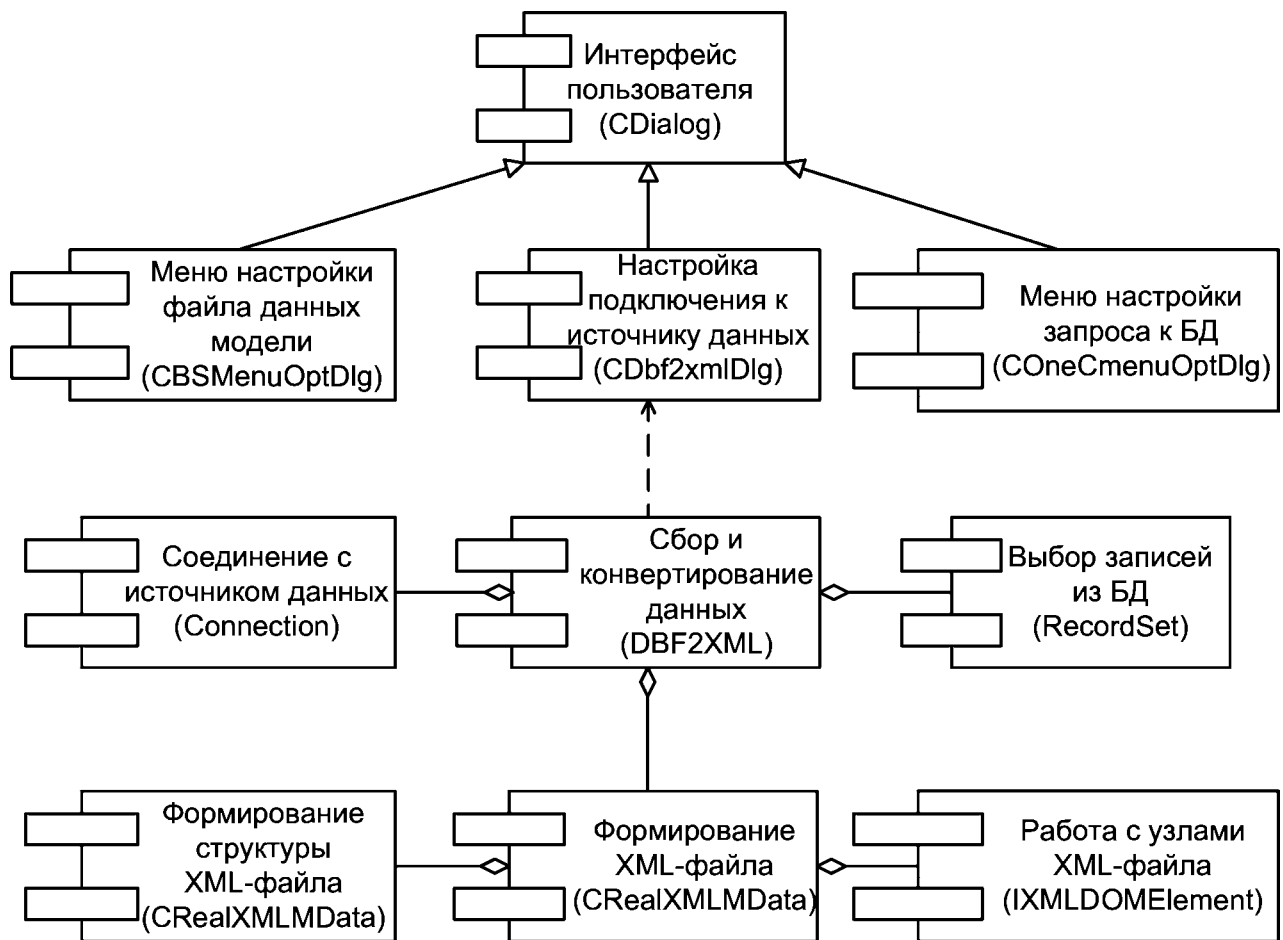 Интерфейс
пользователя
(CDialog)
Меню настройки
файла данных
модели
(CBSMenuOptDlg)
Настройка
подключения к
источнику данных
(CDbf2xmlDlg)
Меню настройки
запроса к БД
(COneCmenuOptDlg)
Соединение с
источником данных
(Connection)
Сбор и
конвертирование
данных
(DBF2XML)
Выбор записей
из БД
(RecordSet)
Формирование
структуры
XML-файла
(CRealXMLMData)
Формирование
XML-файла
(CRealXMLMData)
Работа с узлами
XML-файла
(IXMLDOMElement)